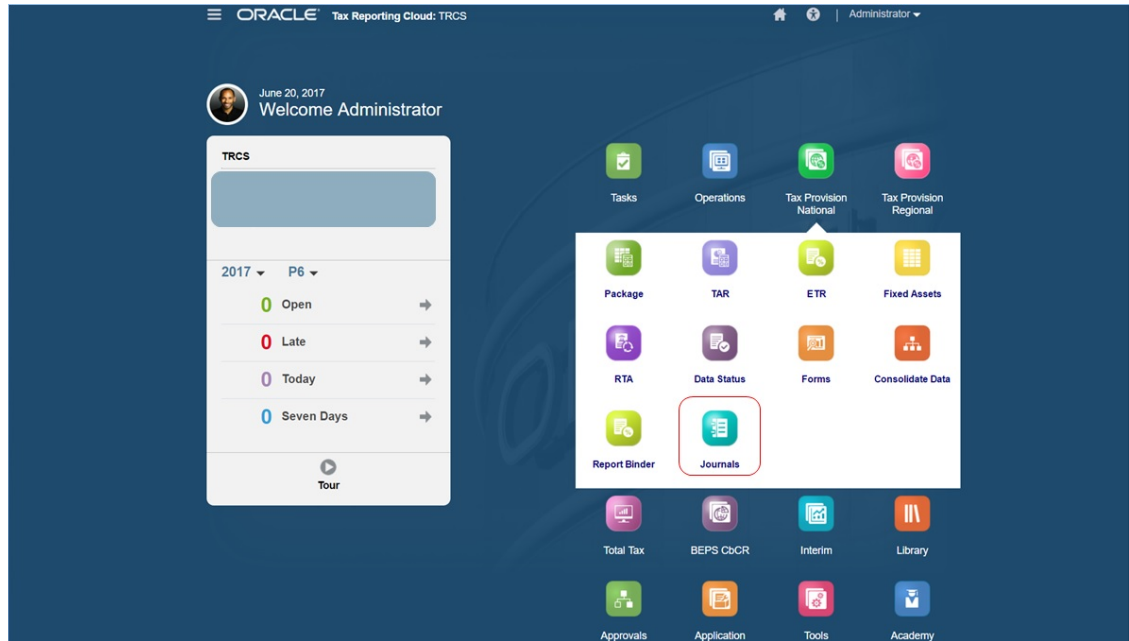 ORACLE Tax Reporting Cloud: TRCS
Administrator
June 20, 2017
Welcome Administrator
TRCS
2017 P6
0 Open
0 Late
0 Today
0 Seven Days
Tour
Tasks
Operations
Tax Provision
National
Tax Provision
Regional
Package
TAR
ETR
Fixed Assets
RTA
Data Status
Forms
Consolidate Data
Report Binder
Journals
Total Tax
BEPS CbCR
Interim
Library
Approvals
Application
Tools
Academy